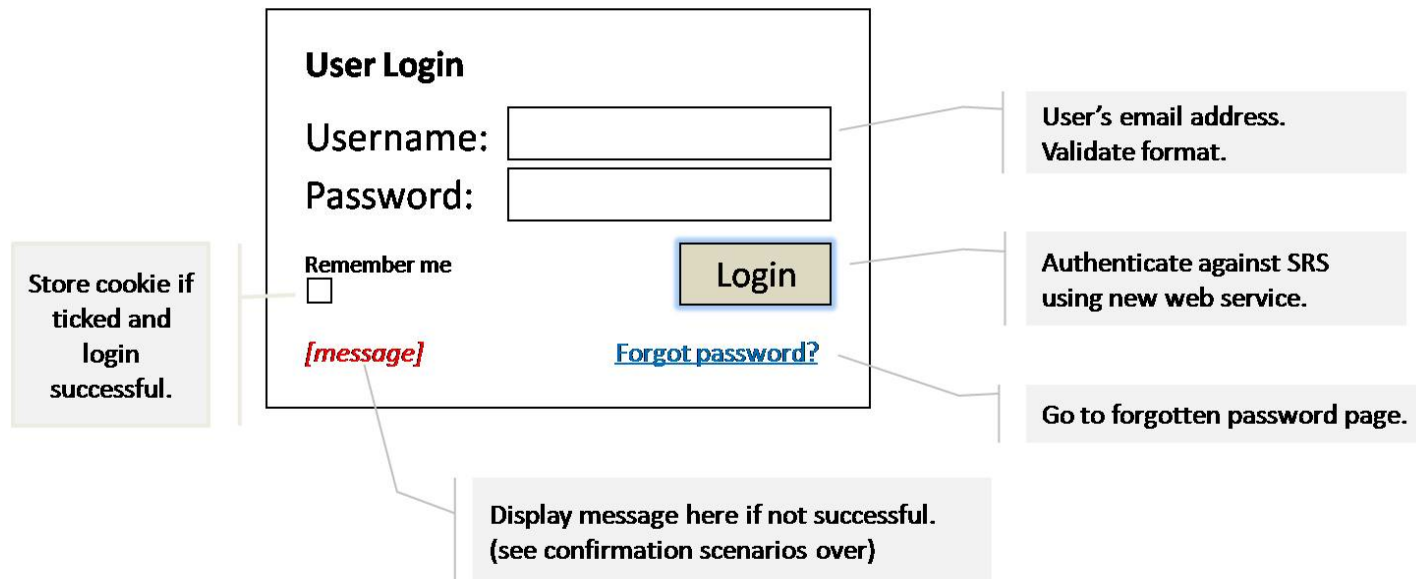 User Login
Username:
User’s email address.
Validate format.
Password:
Remember me
Login
Authenticate against SRS
using new web service.
Store cookie if
ticked and
login
successful.
[message]
Forgot password?
Go to forgotten password page.
Display message here if not successful.
(see confirmation scenarios over)